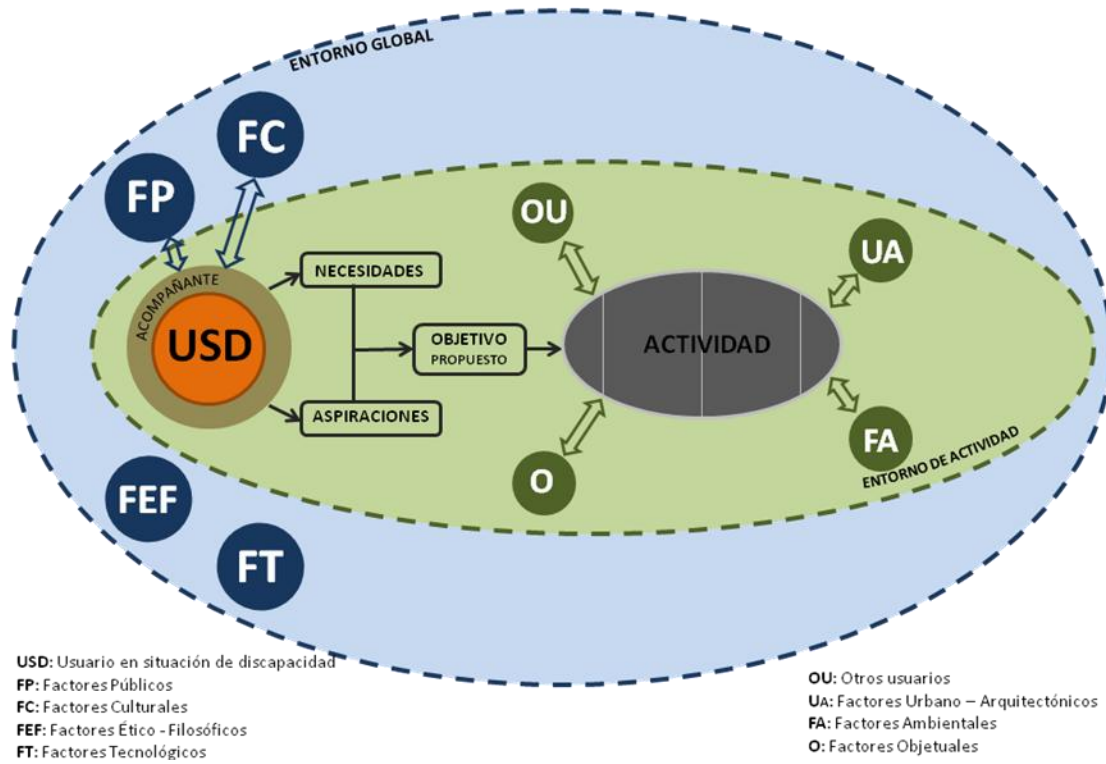 ENTORNO GLOBAL
FC
FP
OU
UA
ACOMPAÑANTE
USD
NECESIDADES
OBJETIVO
PROPUESTO
ACTIVIDAD
ASPIRACIONES
FA
O
ENTORNO DE ACTIVIDAD
FEF
FT
USD: Usuario en situación de discapacidad
FP: Factores Públicos
FC: Factores Culturales
FEF: Factores Ético - Filosóficos
FT: Factores Tecnológicos
OU: Otros usuarios
UA: Factores Urbano – Arquitectónicos
FA: Factores Ambientales
O: Factores Objetuales